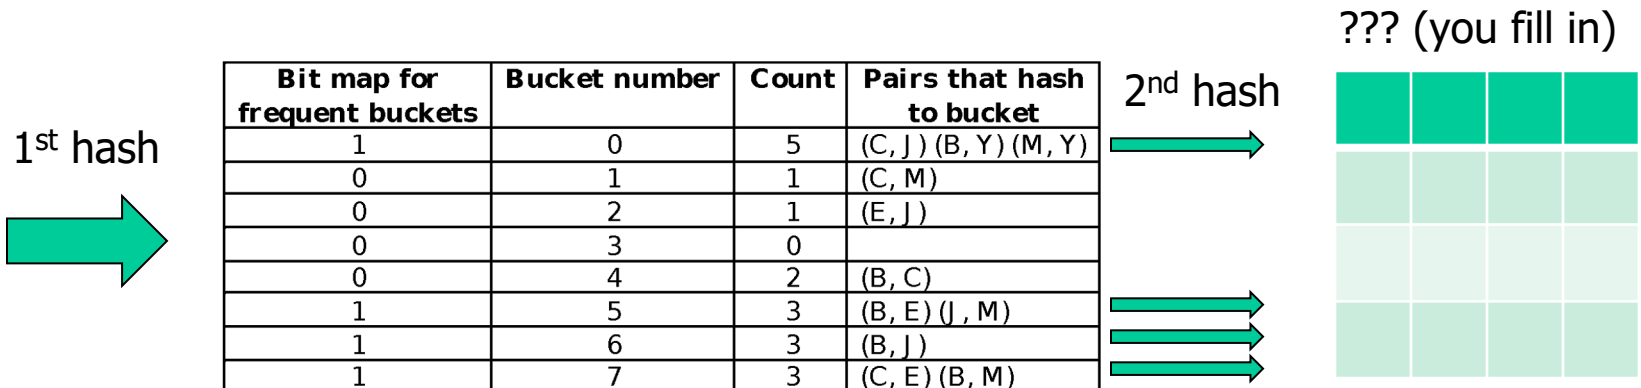 ??? (you fill in)
1st hash
Bit map for frequent buckets Bucket number Count Pairs that hash to bucket
1 0 5 (C, J) (B, Y) (M, Y)
0 1 1 (C, M)
0 2 1 (E, J)
0 3 0
0 4 2 (B, C)
1 5 3 (B, E) (J, M)
1 6 3 (B, J)
1 7 3 (C, E) (B, M)
2nd hash